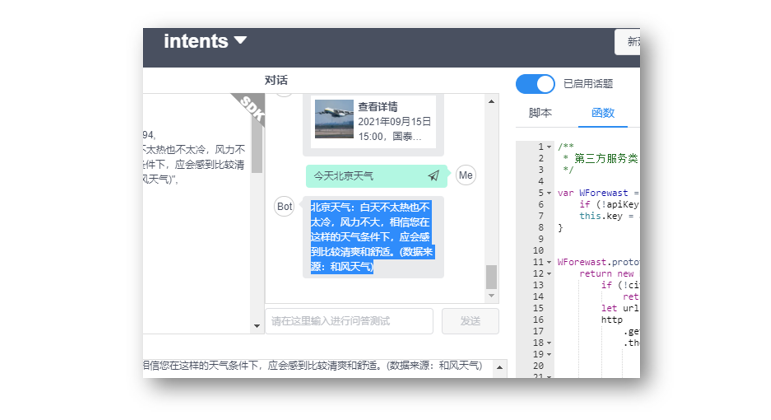 intents
新建
对话
已启用话题
SDK
查看详情
2021年09月15日
15:00，国泰...
脚本
函数
94,
不太热也不太冷，风力不
条件下，应会感到比较清
风天气)",
今天北京天气
Me
Bot
北京天气：白天不太热也不
太冷，风力不大，相信您在
这样的天气条件下，应会感
到比较清爽和舒适。(数据来
源：和风天气)
请在这里输入进行问答测试
发送
相信您在这样的天气条件下，应会感到比较清爽和舒适。(数据来源：和风天气)
1 /**
2 * 第三方服务类
3 */
4
5 var WForewast =
6 if (!apiKey
7 this.key =
8 }
9
10
11 WForewast.proto
12 return new
13 if (!ci
14 ret
15 let url
16 http
17 .ge
18 .th
19
20
21